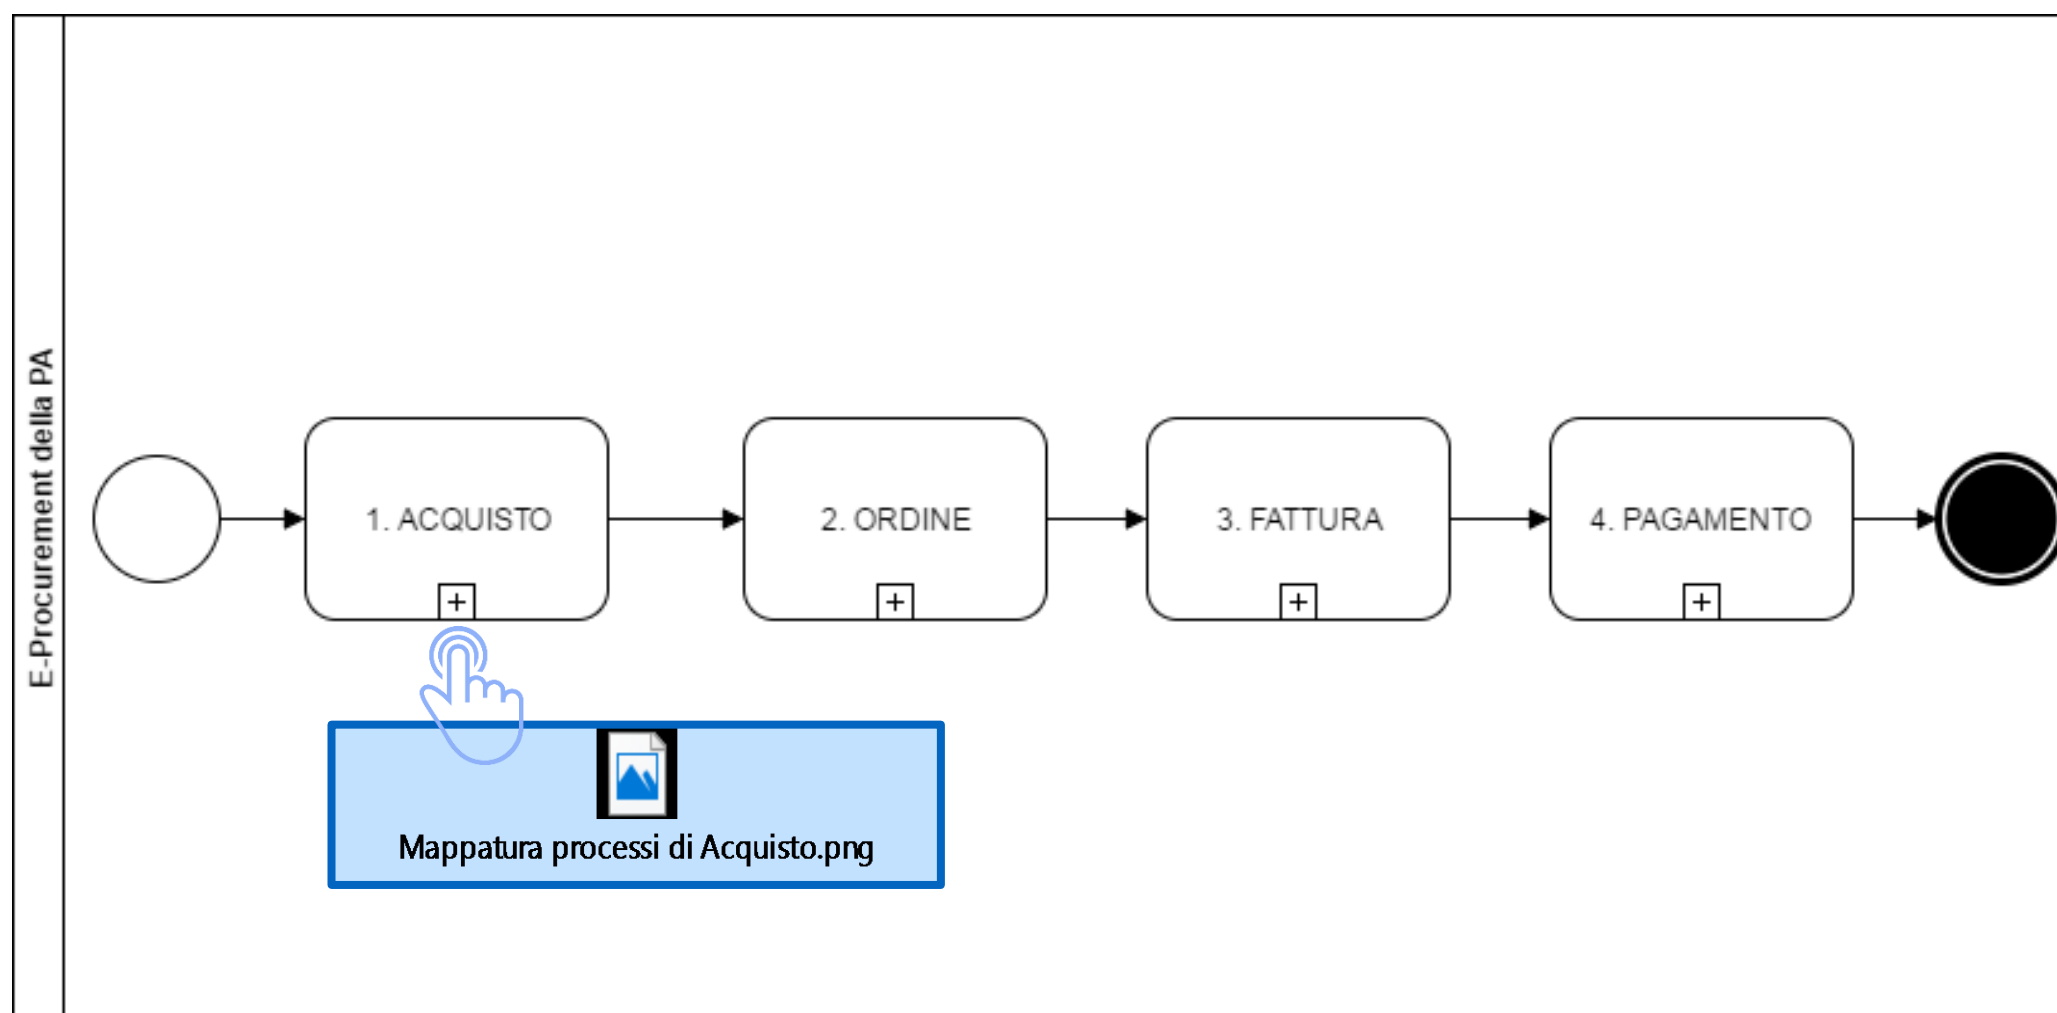 E-Procurement della PA
1. ACQUISTO
2. ORDINE
3. FATTURA
4. PAGAMENTO
Mappatura processi di Acquisto.png